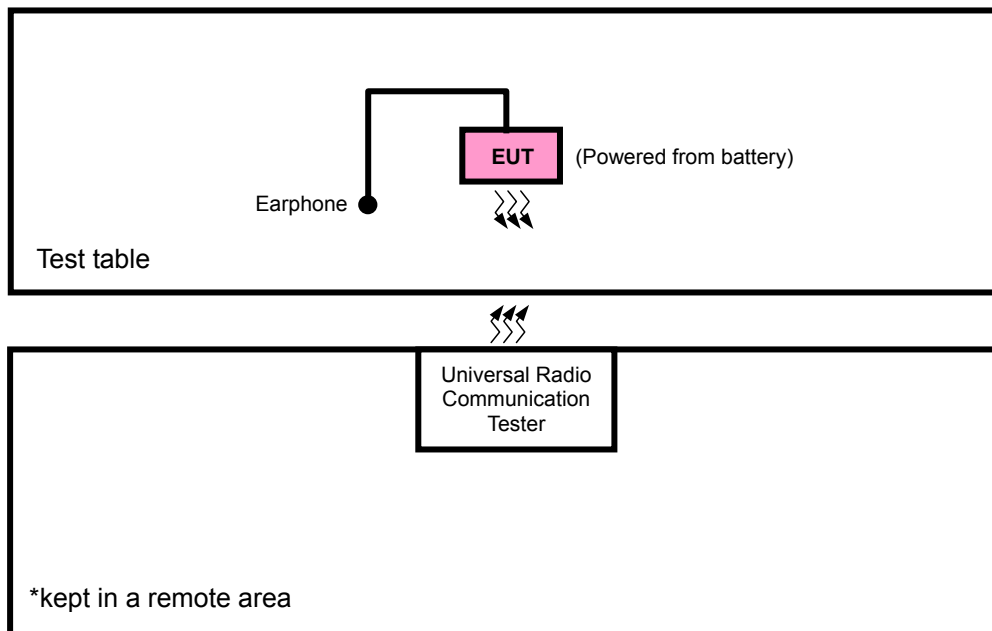 EUT
(Powered from battery)
Earphone
Test table
Universal Radio
Communication
Tester
*kept in a remote area